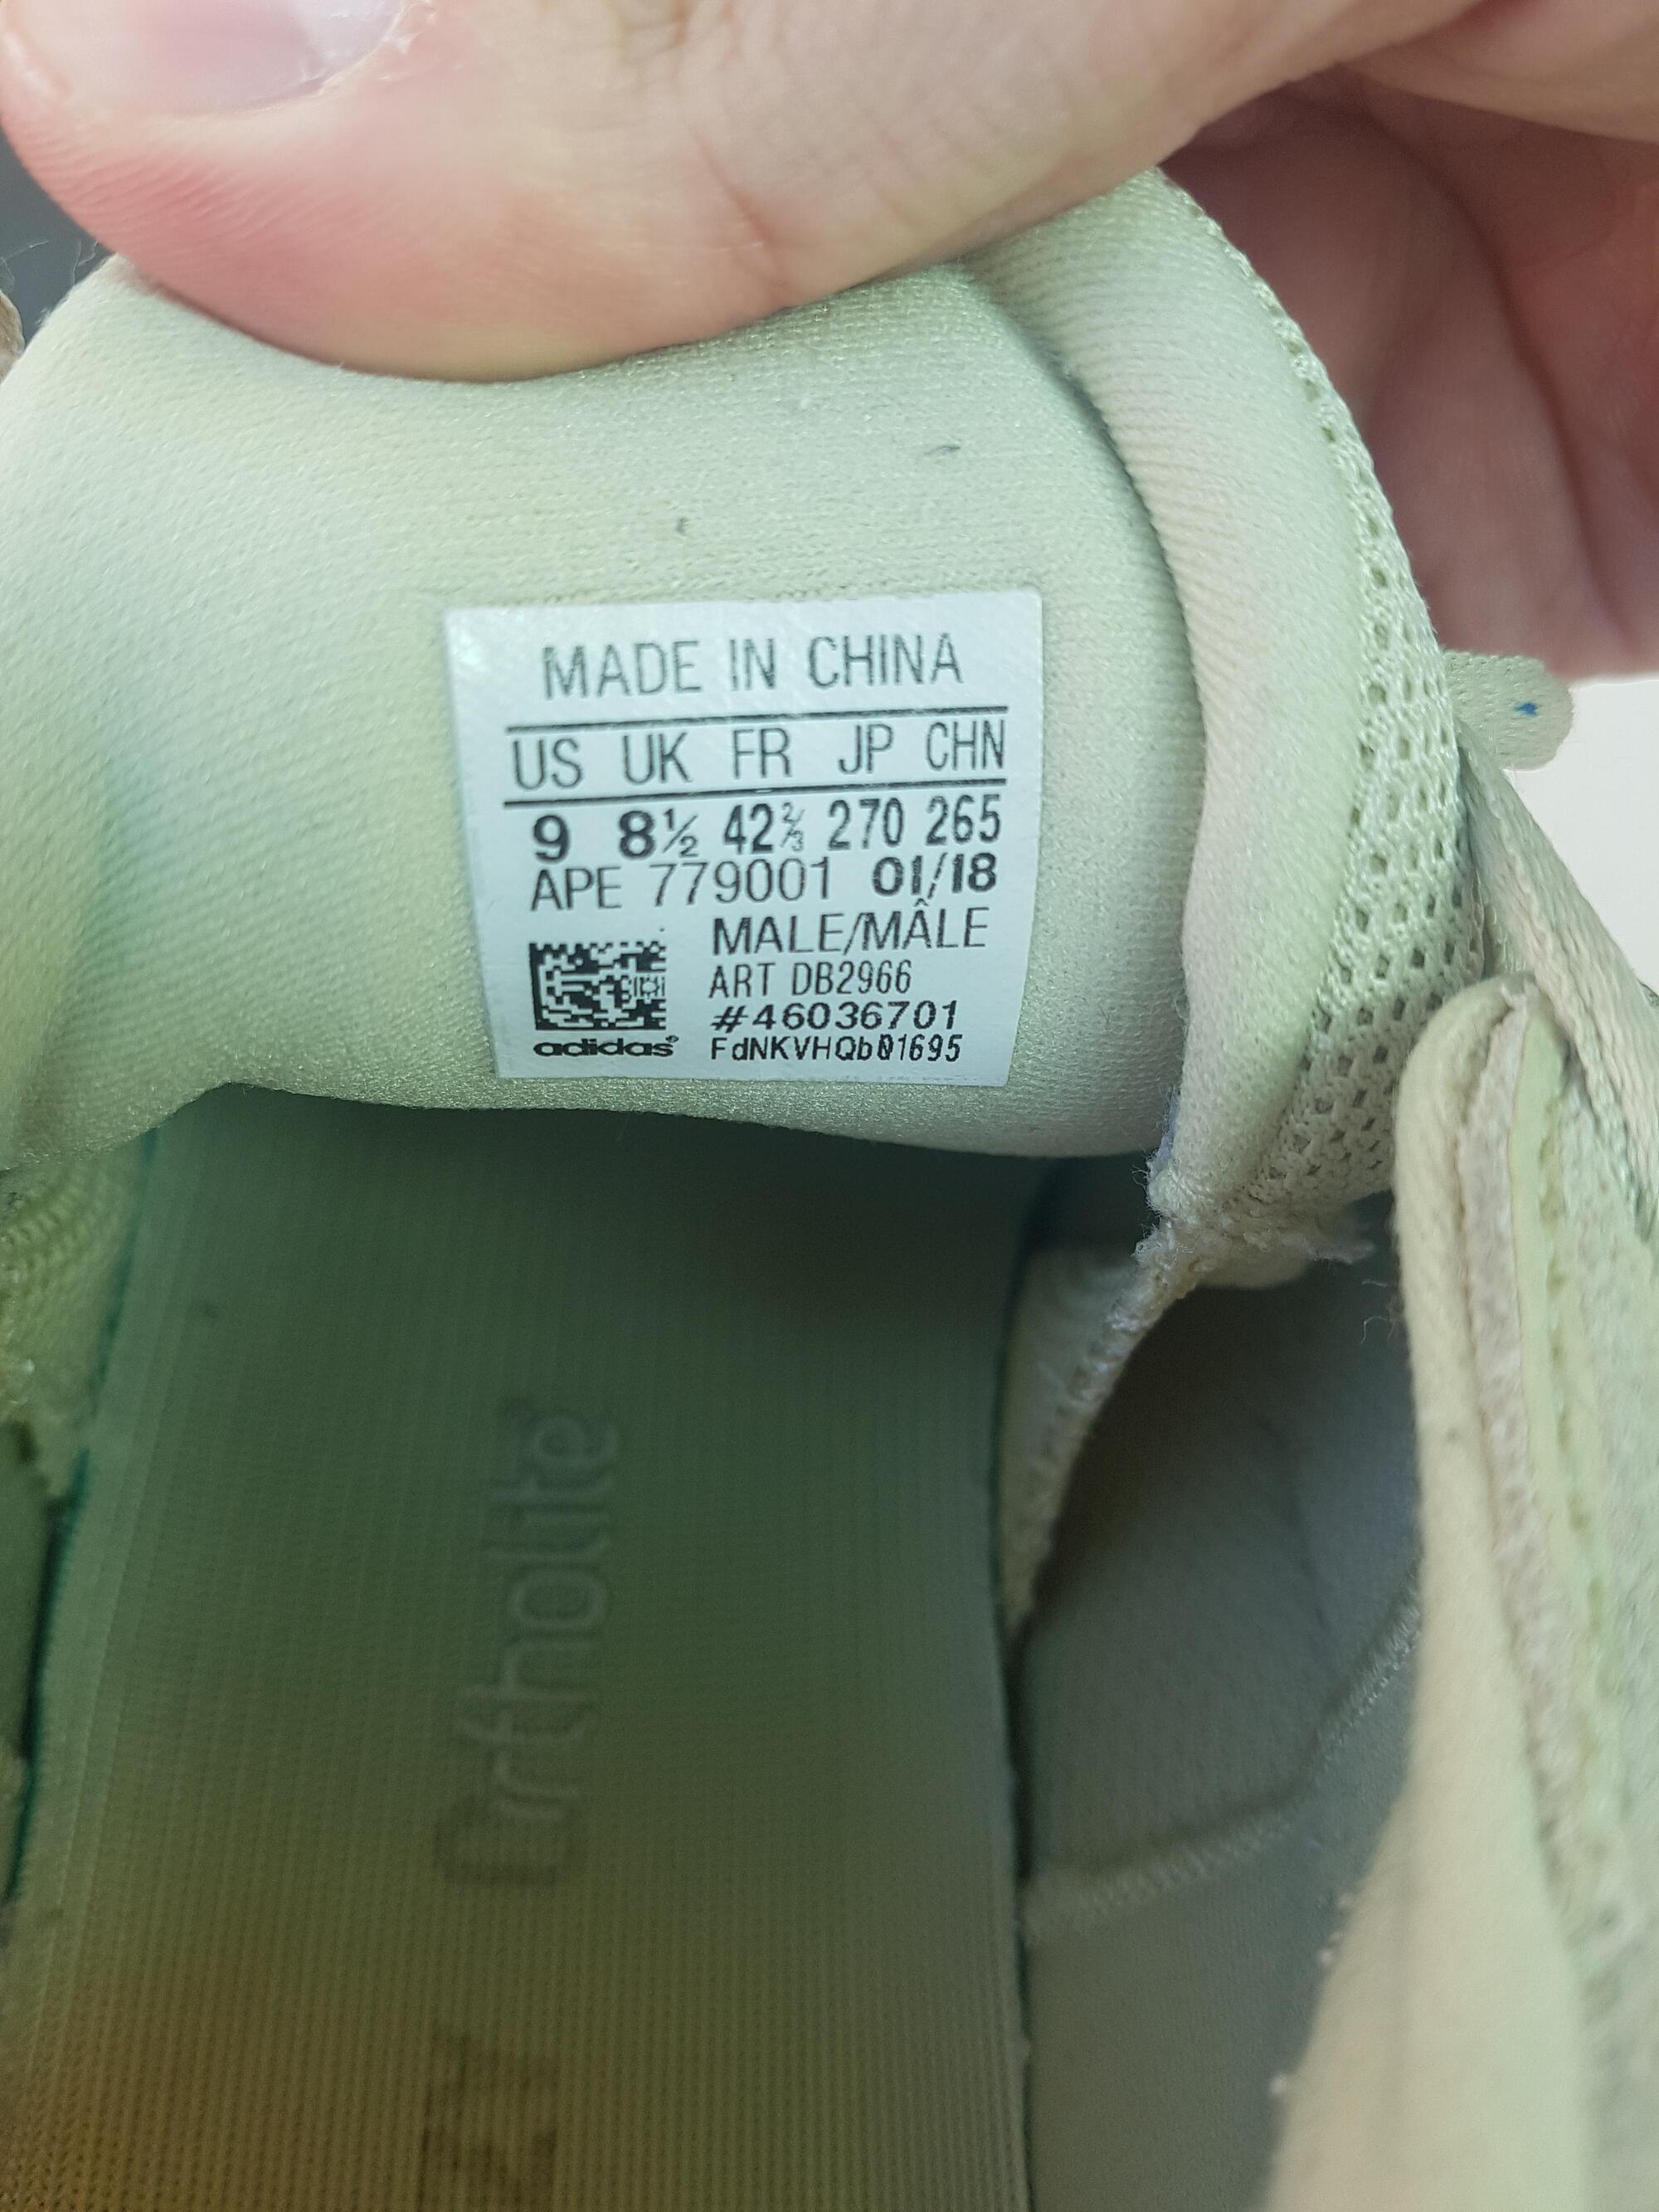 MADE IN CHINA
US UK FR JP CHN
9 8½ 42⅔ 270 265
APE 779001 01/18
MALE/MÂLE
ART DB2966
#46036701
adidas® FdNKVHQb01695
Ortholite®